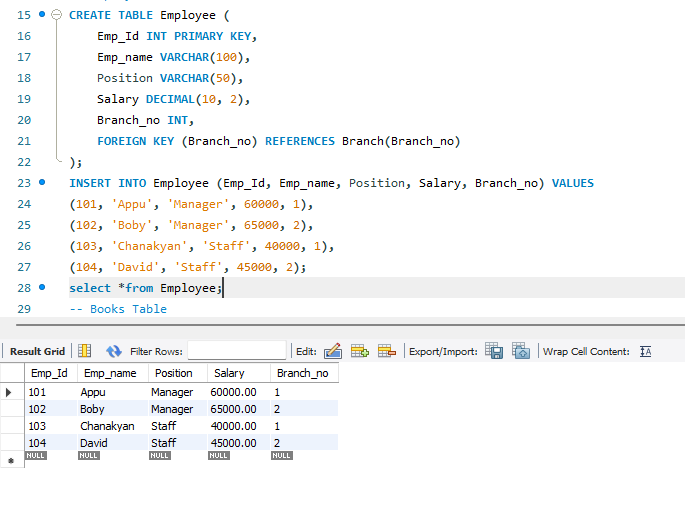 15 CREATE TABLE Employee (
16 Emp_Id INT PRIMARY KEY,
17 Emp_name VARCHAR(100),
18 Position VARCHAR(50),
19 Salary DECIMAL(10, 2),
20 Branch_no INT,
21 FOREIGN KEY (Branch_no) REFERENCES Branch(Branch_no)
22 );
23 INSERT INTO Employee (Emp_Id, Emp_name, Position, Salary, Branch_no) VALUES
24 (101, 'Appu', 'Manager', 60000, 1),
25 (102, 'Boby', 'Manager', 65000, 2),
26 (103, 'Chanakyan', 'Staff', 40000, 1),
27 (104, 'David', 'Staff', 45000, 2);
28 select *from Employee;
29 -- Books Table
Result Grid Filter Rows: Edit: Export/Import: Wrap Cell Content:
Emp_Id Emp_name Position Salary Branch_no
101 Appu Manager 60000.00 1
102 Boby Manager 65000.00 2
103 Chanakyan Staff 40000.00 1
104 David Staff 45000.00 2
NULL NULL NULL NULL NULL